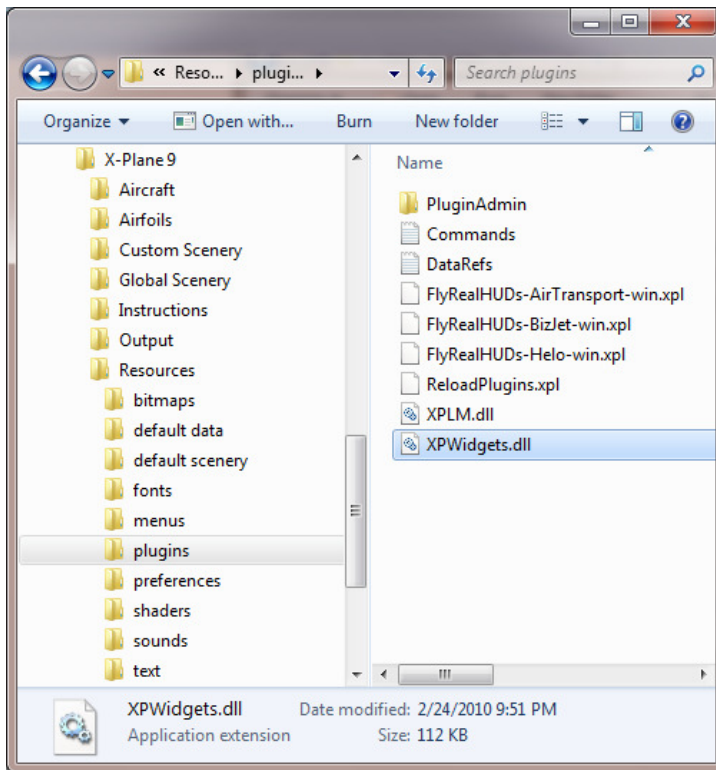 « Reso... plugi...
Search plugins
Organize Open with... Burn New folder
X-Plane 9
Aircraft
Airfoils
Custom Scenery
Global Scenery
Instructions
Output
Resources
bitmaps
default data
default scenery
fonts
menus
plugins
preferences
shaders
sounds
text
Name
PluginAdmin
Commands
DataRefs
FlyRealHUDs-AirTransport-win.xpl
FlyRealHUDs-BizJet-win.xpl
FlyRealHUDs-Helo-win.xpl
ReloadPlugins.xpl
XPLM.dll
XPWidgets.dll
XPWidgets.dll Date modified: 2/24/2010 9:51 PM
Application extension Size: 112 KB